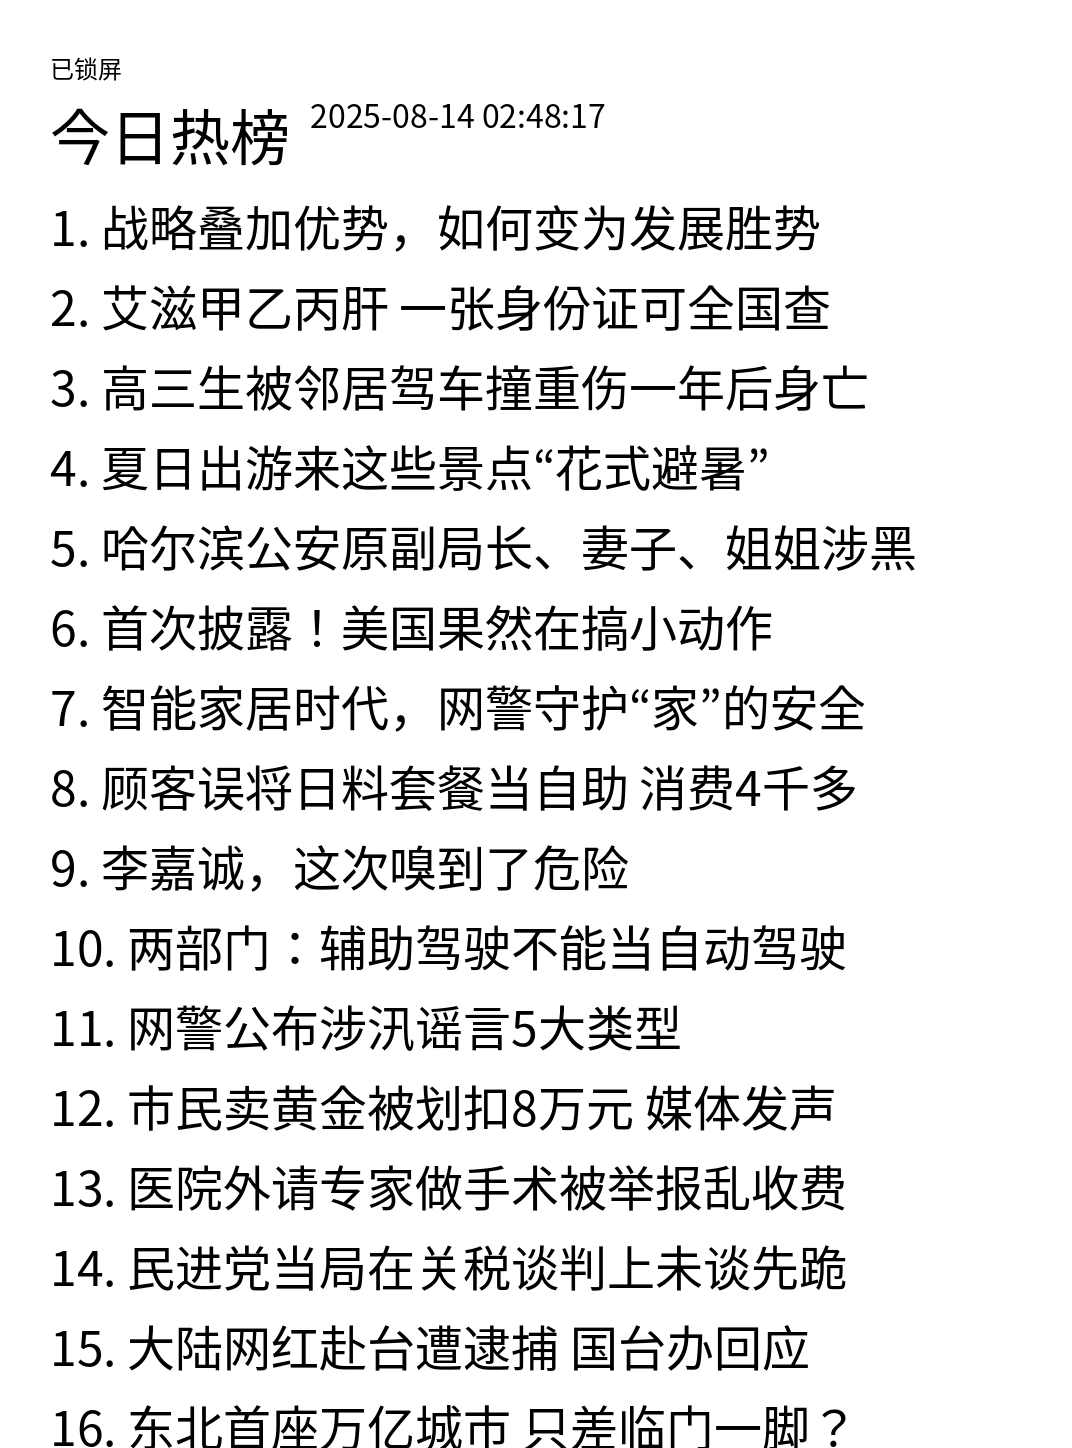 已锁屏
今日热榜 2025-08-14 02:48:17
1. 战略叠加优势，如何变为发展胜势
2. 艾滋甲乙丙肝 一张身份证可全国查
3. 高三生被邻居驾车撞重伤一年后身亡
4. 夏日出游来这些景点“花式避暑”
5. 哈尔滨公安原副局长、妻子、姐姐涉黑
6. 首次披露！美国果然在搞小动作
7. 智能家居时代，网警守护“家”的安全
8. 顾客误将日料套餐当自助 消费4千多
9. 李嘉诚，这次嗅到了危险
10. 两部门：辅助驾驶不能当自动驾驶
11. 网警公布涉汛谣言5大类型
12. 市民卖黄金被划扣8万元 媒体发声
13. 医院外请专家做手术被举报乱收费
14. 民进党当局在关税谈判上未谈先跪
15. 大陆网红赴台遭逮捕 国台办回应
16. 东北首座万亿城市 只差临门一脚？